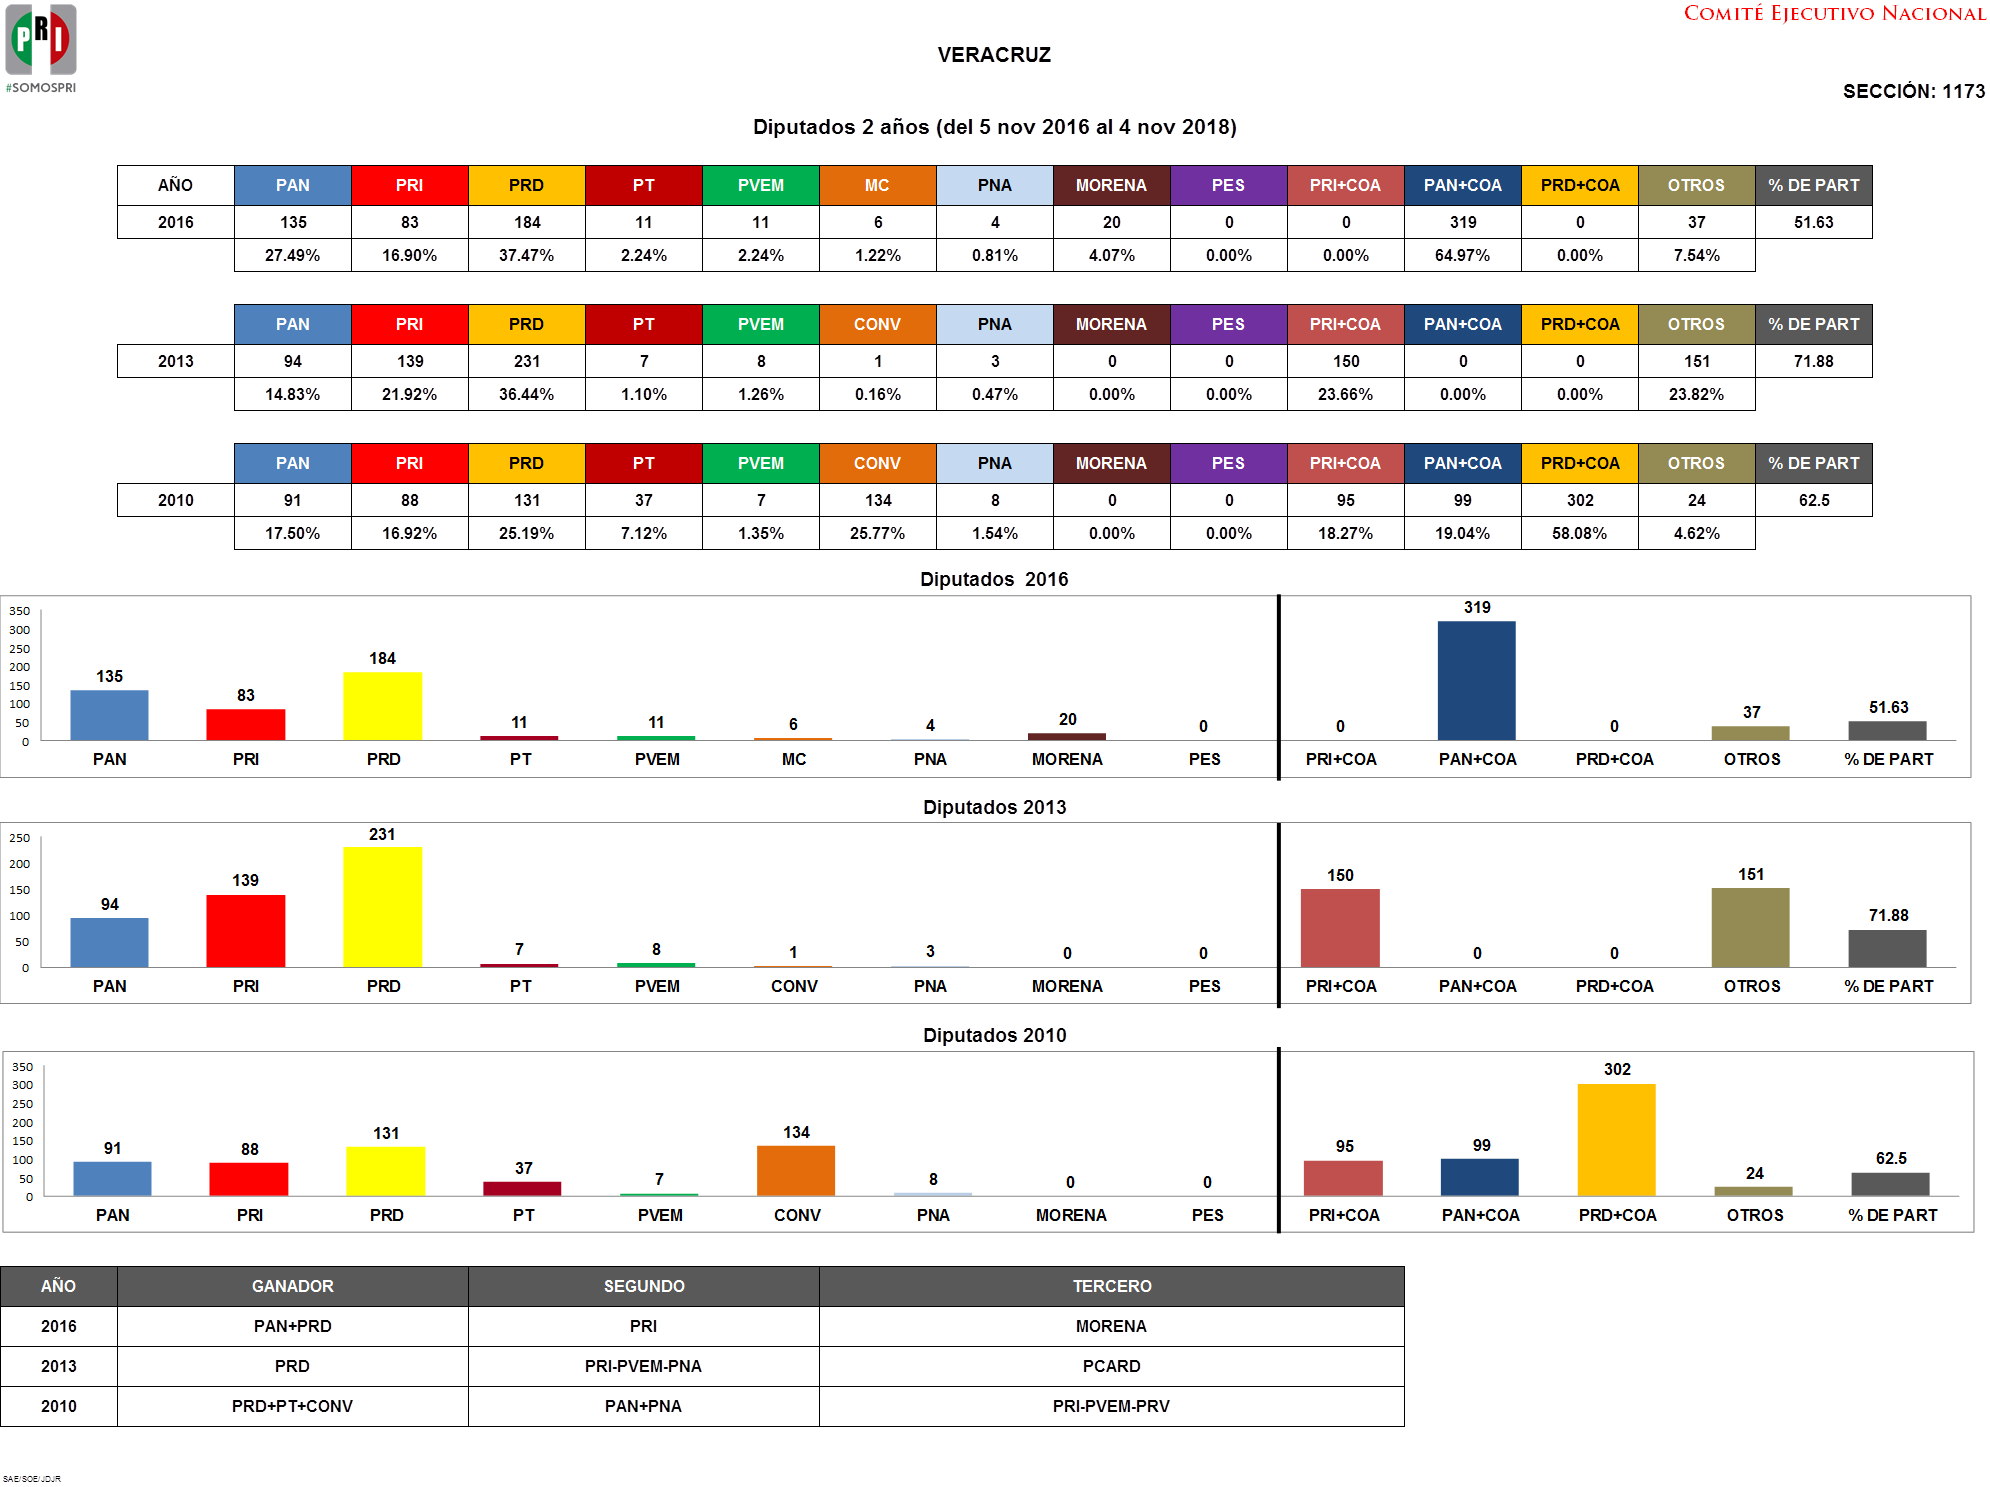 PRI
#SOMOSPRI
COMITÉ EJECUTIVO NACIONAL
VERACRUZ
SECCIÓN: 1173
Diputados 2 años (del 5 nov 2016 al 4 nov 2018)
AÑO PAN PRI PRD PT PVEM MC PNA MORENA PES PRI+COA PAN+COA PRD+COA OTROS % DE PART
2016 135 83 184 11 11 6 4 20 0 0 319 0 37 51.63
27.49% 16.90% 37.47% 2.24% 2.24% 1.22% 0.81% 4.07% 0.00% 0.00% 64.97% 0.00% 7.54%
PAN PRI PRD PT PVEM CONV PNA MORENA PES PRI+COA PAN+COA PRD+COA OTROS % DE PART
2013 94 139 231 7 8 1 3 0 0 150 0 0 151 71.88
14.83% 21.92% 36.44% 1.10% 1.26% 0.16% 0.47% 0.00% 0.00% 23.66% 0.00% 0.00% 23.82%
PAN PRI PRD PT PVEM CONV PNA MORENA PES PRI+COA PAN+COA PRD+COA OTROS % DE PART
2010 91 88 131 37 7 134 8 0 0 95 99 302 24 62.5
17.50% 16.92% 25.19% 7.12% 1.35% 25.77% 1.54% 0.00% 0.00% 18.27% 19.04% 58.08% 4.62%
Diputados 2016
350
300
250
200
150
100
50
0
135 83 184 11 11 6 4 20 0 0 319 0 37 51.63
PAN PRI PRD PT PVEM MC PNA MORENA PES PRI+COA PAN+COA PRD+COA OTROS % DE PART
Diputados 2013
250
200
150
100
50
0
94 139 231 7 8 1 3 0 0 150 0 0 151 71.88
PAN PRI PRD PT PVEM CONV PNA MORENA PES PRI+COA PAN+COA PRD+COA OTROS % DE PART
Diputados 2010
350
300
250
200
150
100
50
0
91 88 131 37 7 134 8 0 0 95 99 302 24 62.5
PAN PRI PRD PT PVEM CONV PNA MORENA PES PRI+COA PAN+COA PRD+COA OTROS % DE PART
AÑO GANADOR SEGUNDO TERCERO
2016 PAN+PRD PRI MORENA
2013 PRD PRI-PVEM-PNA PCARD
2010 PRD+PT+CONV PAN+PNA PRI-PVEM-PRV
SAE/SOE/JDJR